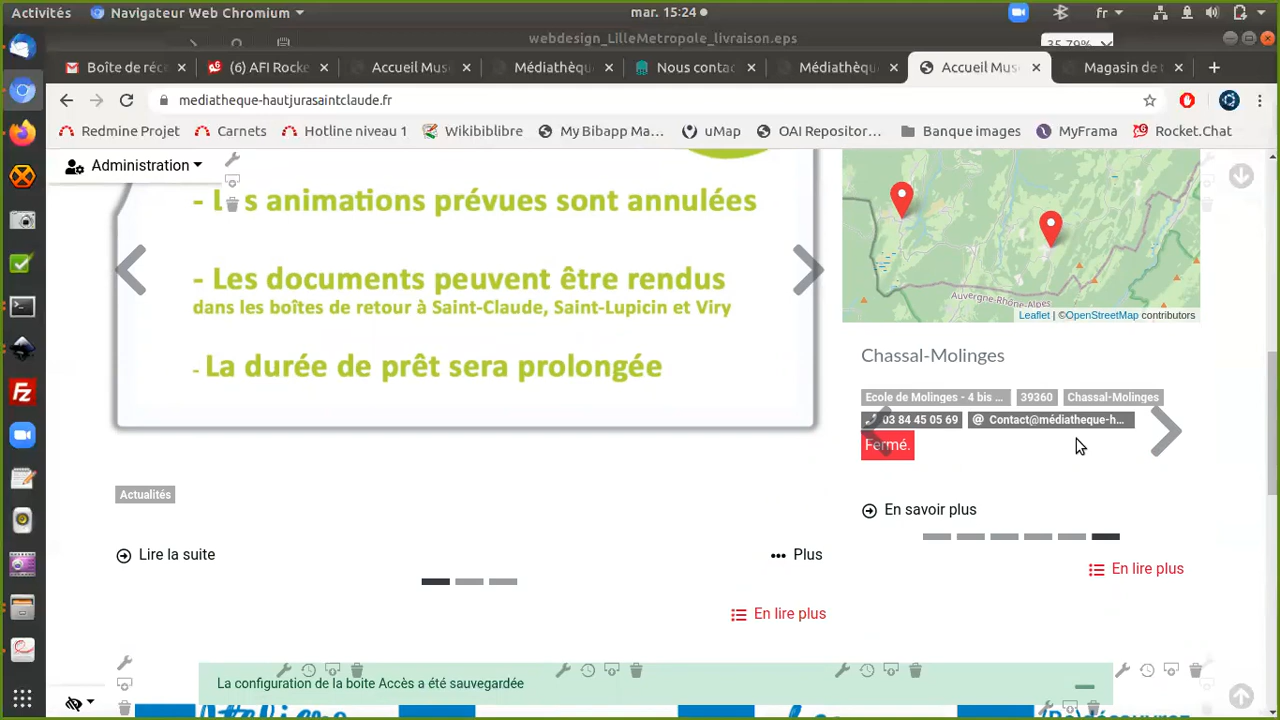 Activités Navigateur Web Chromium mar. 15:24 fr
webdesign_LilleMetropole_livraison.eps 35,79%
Boîte de réc (6) AFI Rocke Accueil Mus Médiathèqu Nous contac Médiathèqu Accueil Mus Magasin de
mediatheque-hautjurasaintclaude.fr
Redmine Projet Carnets Hotline niveau 1 Wikibiblibre My Bibapp Ma... uMap OAI Repositor... Banque images MyFrama Rocket.Chat
Administration
- L s animations prévues sont annulées
- Les documents peuvent être rendus
dans les boîtes de retour à Saint-Claude, Saint-Lupicin et Viry
- La durée de prêt sera prolongée
Actualités
Lire la suite
Plus
En lire plus
Auvergne-Rhône-Alpes
Leaflet | ©OpenStreetMap contributors
Chassal-Molinges
Ecole de Molinges - 4 bis ... 39360 Chassal-Molinges
03 84 45 05 69 @ Contact@médiatheque-h...
Fermé.
En savoir plus
En lire plus
La configuration de la boite Accès a été sauvegardée